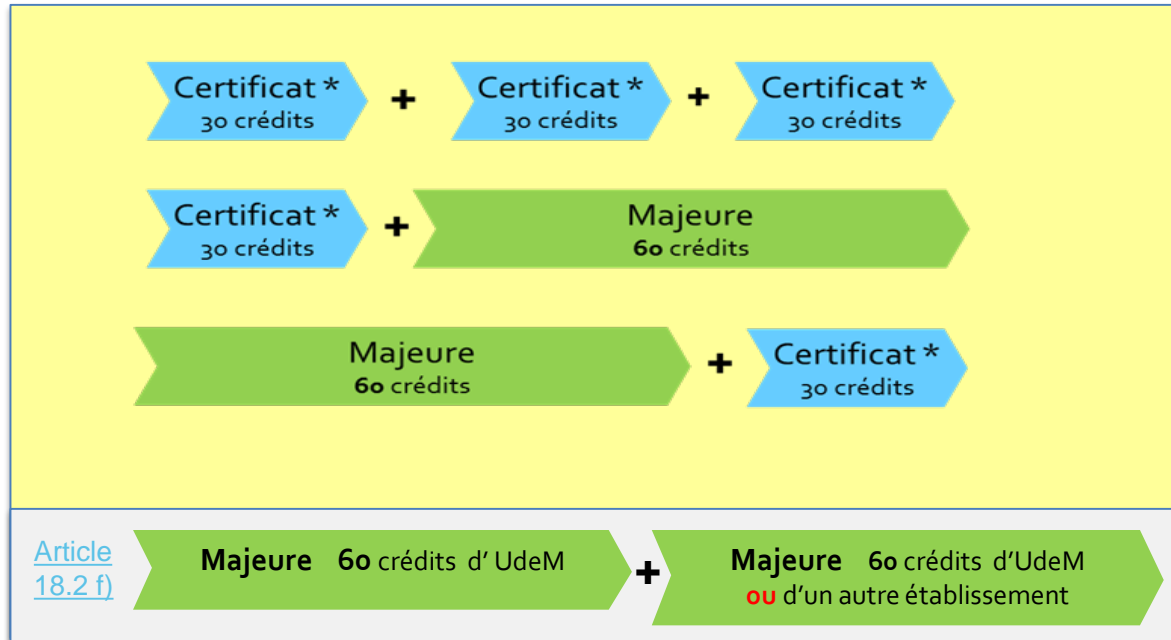 Certificat * + Certificat * + Certificat *
30 crédits 30 crédits 30 crédits
Certificat * + Majeure
30 crédits 60 crédits
Majeure + Certificat *
60 crédits 30 crédits
Article
18.2 f)
Majeure 60 crédits d' UdeM + Majeure 60 crédits d'UdeM
ou d'un autre établissement